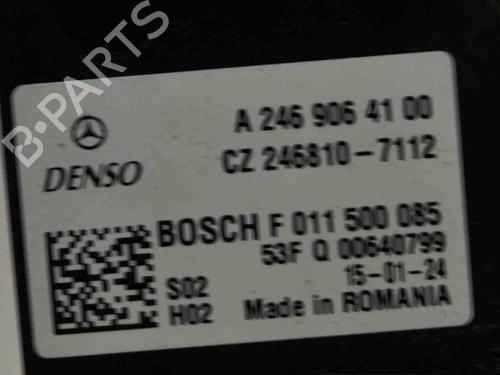 B-PARTS
A 246 906 41 00
DENSO
CZ 246810-7112
BOSCH F 011 500 085
53F Q 00640799
S02
15-01-24
H02
Made in ROMANIA